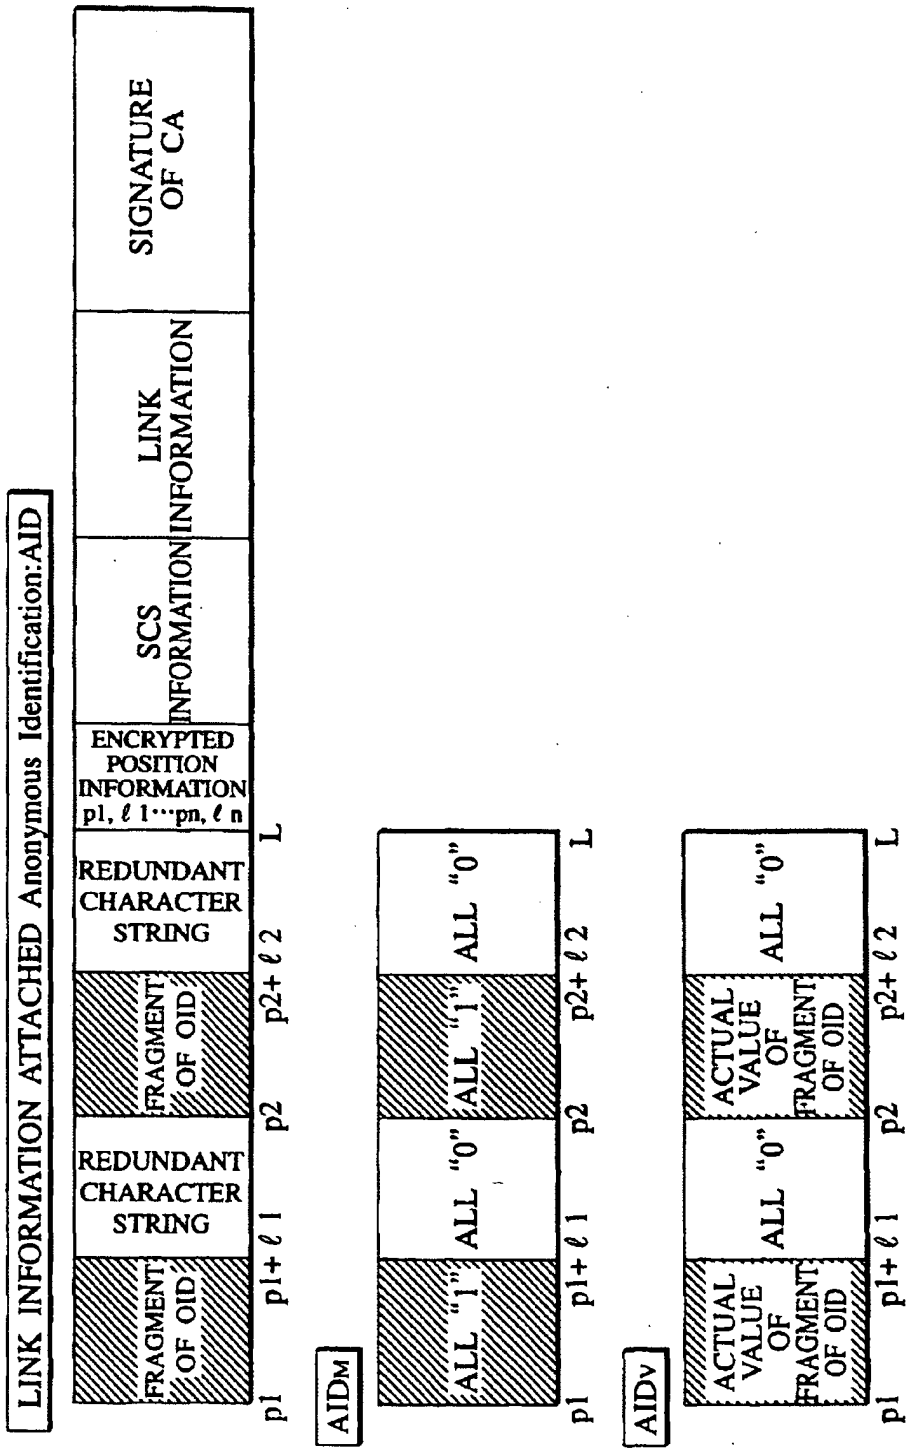 LINK INFORMATION ATTACHED Anonymous Identification:AID
FRAGMENT
OF OID
REDUNDANT
CHARACTER
STRING
FRAGMENT
OF OID
REDUNDANT
CHARACTER
STRING
ENCRYPTED
POSITION
INFORMATION
p1, ℓ 1···pn, ℓ n
SCS
INFORMATION
LINK
INFORMATION
SIGNATURE
OF CA
p1
p1+ ℓ 1
p2
p2+ ℓ 2
L
AIDM
ALL “1”
ALL “0”
ALL “1”
ALL “0”
p1
p1+ ℓ 1
p2
p2+ ℓ 2
L
AIDV
ACTUAL
VALUE
OF
FRAGMENT
OF OID
ALL “0”
ACTUAL
VALUE
OF
FRAGMENT
OF OID
ALL “0”
p1
p1+ ℓ 1
p2
p2+ ℓ 2
L